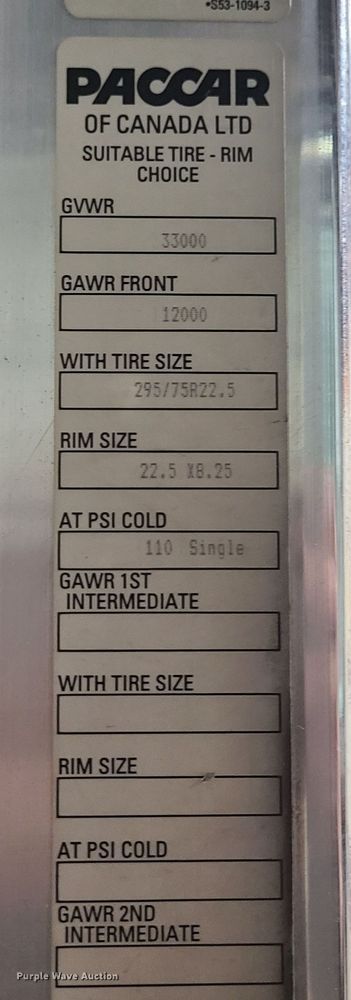 •S53-1094-3
PACCAR
OF CANADA LTD
SUITABLE TIRE - RIM
CHOICE
GVWR
33000
GAWR FRONT
12000
WITH TIRE SIZE
295/75R22.5
RIM SIZE
22.5 X8.25
AT PSI COLD
110 Single
GAWR 1ST
INTERMEDIATE
WITH TIRE SIZE
RIM SIZE
AT PSI COLD
GAWR 2ND
INTERMEDIATE
Purple Wave Auction